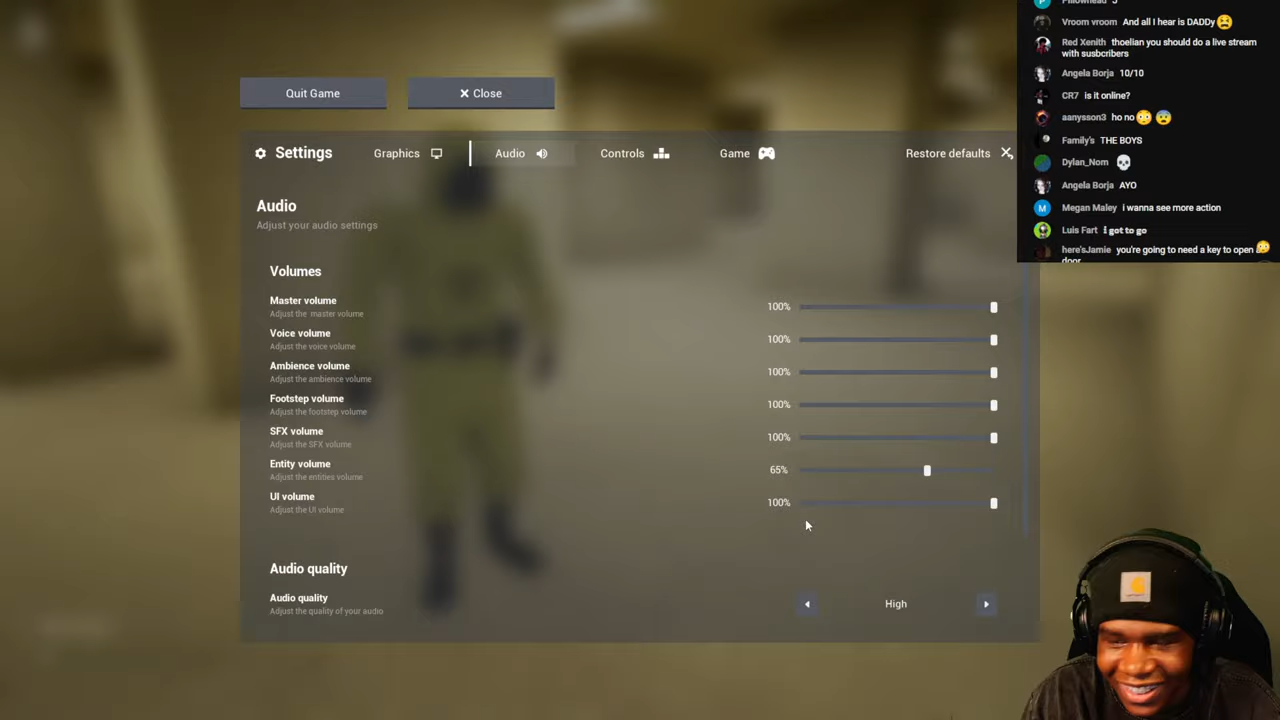 Pillowhead
Vroom vroom And all I hear is DADDy😫
Red Xenith thoelian you should do a live stream
with susbcribers
Angela Borja 10/10
CR7 is it online?
aanysson3 ho no😳😨
Family's THE BOYS
Dylan_Nom 💀
Angela Borja AYO
M Megan Maley i wanna see more action
Luis Fart i got to go
here'sJamie you're going to need a key to open 😳
door
Quit Game
✕ Close
Settings
Graphics
Audio
Controls
Game
Restore defaults
Audio
Adjust your audio settings
Volumes
Master volume 100%
Adjust the master volume
Voice volume 100%
Adjust the voice volume
Ambience volume 100%
Adjust the ambience volume
Footstep volume 100%
Adjust the footstep volume
SFX volume 100%
Adjust the SFX volume
Entity volume 65%
Adjust the entities volume
UI volume 100%
Adjust the UI volume
Audio quality
Audio quality High
Adjust the quality of your audio